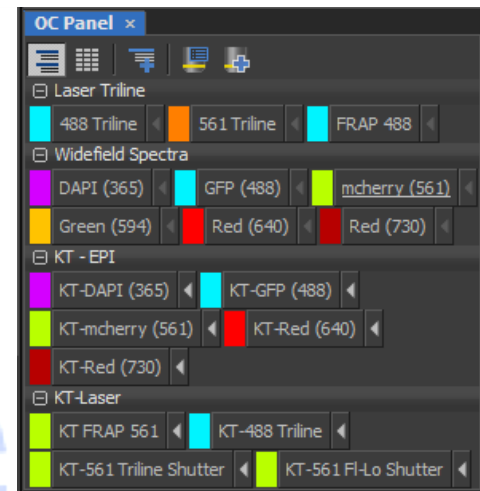 OC Panel ×
Laser Triline
488 Triline 561 Triline FRAP 488
Widefield Spectra
DAPI (365) GFP (488) mcherry (561)
Green (594) Red (640) Red (730)
KT - EPI
KT-DAPI (365) KT-GFP (488)
KT-mcherry (561) KT-Red (640)
KT-Red (730)
KT-Laser
KT FRAP 561 KT-488 Triline
KT-561 Triline Shutter KT-561 Fl-Lo Shutter